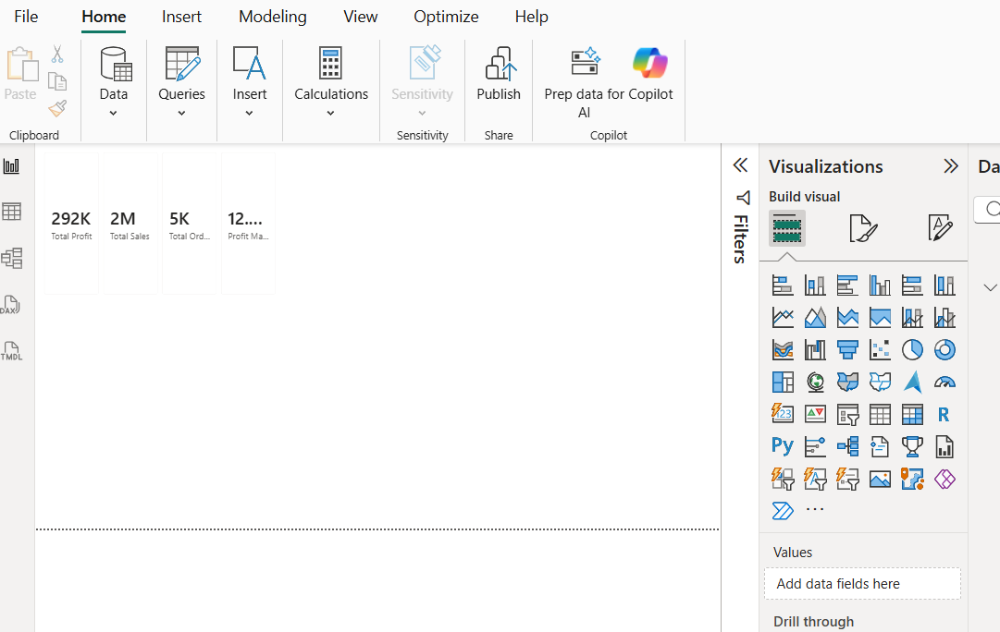 File Home Insert Modeling View Optimize Help
Paste
Data Queries Insert Calculations Sensitivity Publish Prep data for Copilot
AI
Clipboard Sensitivity Share Copilot
Visualizations Da
Build visual
Filters
292K 2M 5K 12....
Total Profit Total Sales Total Ord... Profit Ma...
DAX
TMDL
123
R
Py
A
...
Values
Add data fields here
Drill through